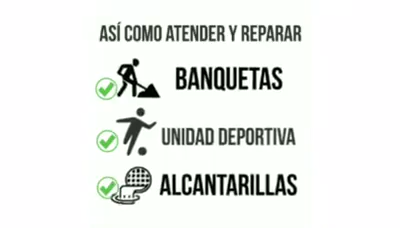 ASÍ COMO ATENDER Y REPARAR
BANQUETAS
UNIDAD DEPORTIVA
ALCANTARILLAS